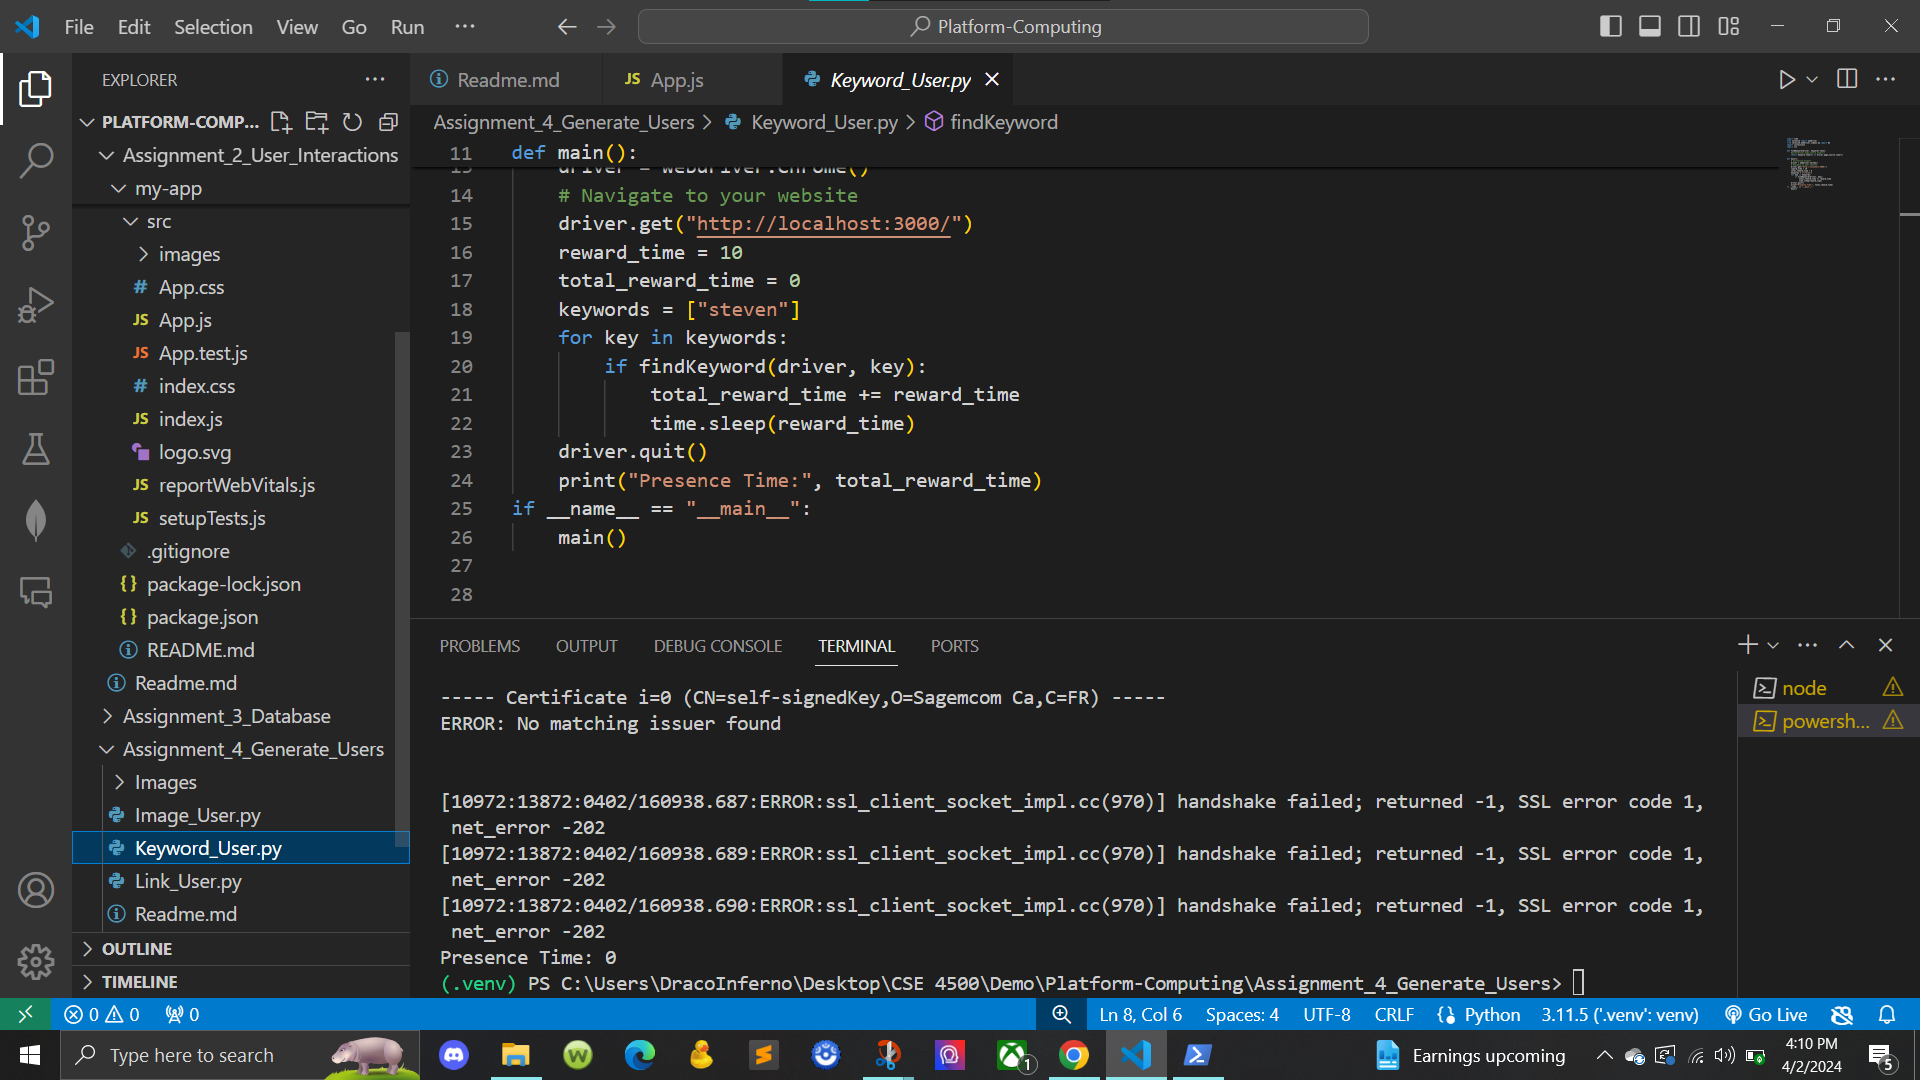 File Edit Selection View Go Run ···
Platform-Computing
EXPLORER
PLATFORM-COMP...
Assignment_2_User_Interactions
my-app
src
images
# App.css
JS App.js
JS App.test.js
# index.css
JS index.js
logo.svg
JS reportWebVitals.js
JS setupTests.js
.gitignore
{} package-lock.json
{} package.json
README.md
Readme.md
Assignment_3_Database
Assignment_4_Generate_Users
Images
Image_User.py
Keyword_User.py
Link_User.py
Readme.md
OUTLINE
TIMELINE
Readme.md
JS App.js
Keyword_User.py
Assignment_4_Generate_Users > Keyword_User.py > findKeyword
11 def main():
driver = webdriver.Chrome()
14 # Navigate to your website
15 driver.get("http://localhost:3000/")
16 reward_time = 10
17 total_reward_time = 0
18 keywords = ["steven"]
19 for key in keywords:
20 if findKeyword(driver, key):
21 total_reward_time += reward_time
22 time.sleep(reward_time)
23 driver.quit()
24 print("Presence Time:", total_reward_time)
25 if __name__ == "__main__":
26 main()
27
28
PROBLEMS OUTPUT DEBUG CONSOLE TERMINAL PORTS
node
powersh...
----- Certificate i=0 (CN=self-signedKey,O=Sagemcom Ca,C=FR) -----
ERROR: No matching issuer found
[10972:13872:0402/160938.687:ERROR:ssl_client_socket_impl.cc(970)] handshake failed; returned -1, SSL error code 1,
net_error -202
[10972:13872:0402/160938.689:ERROR:ssl_client_socket_impl.cc(970)] handshake failed; returned -1, SSL error code 1,
net_error -202
[10972:13872:0402/160938.690:ERROR:ssl_client_socket_impl.cc(970)] handshake failed; returned -1, SSL error code 1,
net_error -202
Presence Time: 0
(.venv) PS C:\Users\DracoInferno\Desktop\CSE 4500\Demo\Platform-Computing\Assignment_4_Generate_Users>
0 0 0
Ln 8, Col 6 Spaces: 4 UTF-8 CRLF Python 3.11.5 ('.venv': venv) Go Live
Type here to search
1
Earnings upcoming
4:10 PM
4/2/2024
5